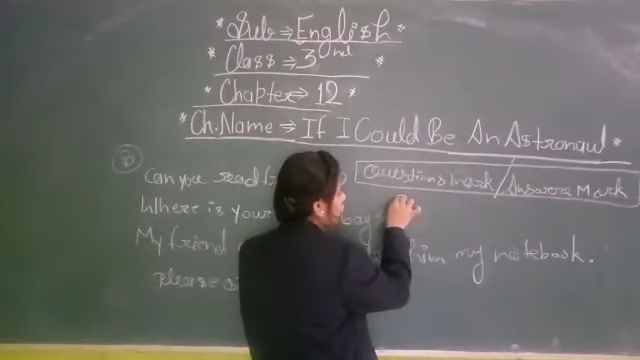 * Sub ⇒ English *
* Class ⇒ 3nd *
* Chapter ⇒ 12 *
* Ch. Name ⇒ If I Could Be An Astronaut *
Can you read
Questions mark / Answers Mark
Where is your
My friend him my notebook.
please